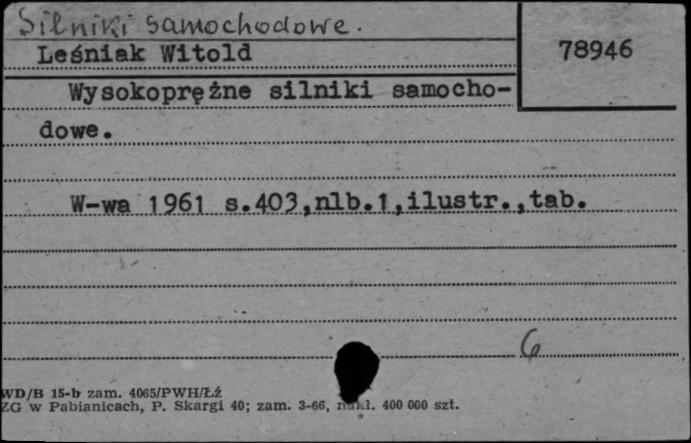 Silniki samochodowe.
Leśniak Witold
78946
Wysokoprężne silniki samocho-
dowe.
W-wa 1961 s.403,nlb.1,ilustr.,tab.
6
WD/B 15-b zam. 4065/PWH/Łź
ZG w Pabianicach, P. Skargi 40; zam. 3-66, nakł. 400 000 szt.